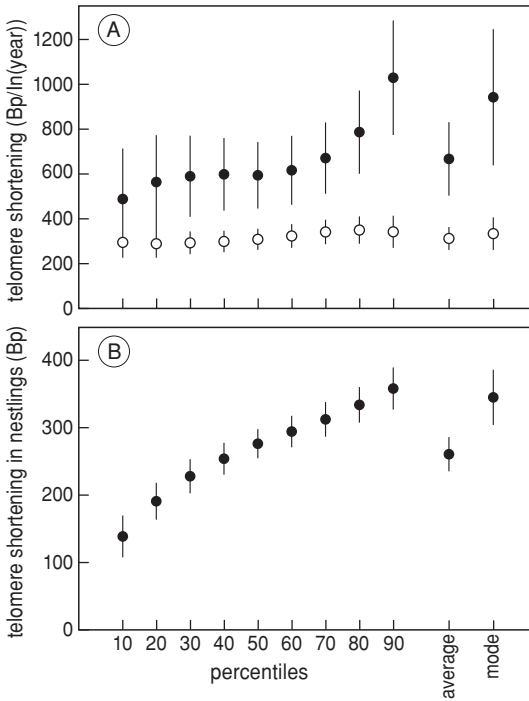 A
telomere shortening (Bp/ln(year))
1200
1000
800
600
400
200
0
B
telomere shortening in nestlings (Bp)
400
300
200
100
0
10 20 30 40 50 60 70 80 90 average mode
percentiles